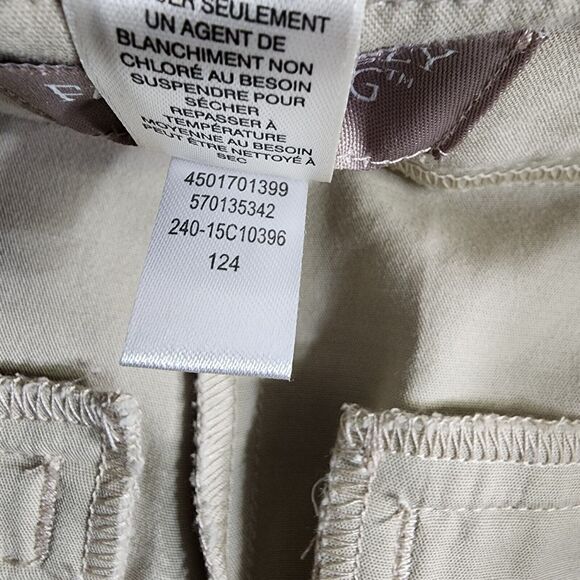 SEULEMENT
UN AGENT DE
BLANCHIMENT NON
CHLORÉ AU BESOIN
SUSPENDRE POUR
SÉCHER
REPASSER À
TEMPÉRATURE
MOYENNE AU BESOIN
PEUT ÊTRE NETTOYÉ À
SEC
4501701399
570135342
240-15C10396
124